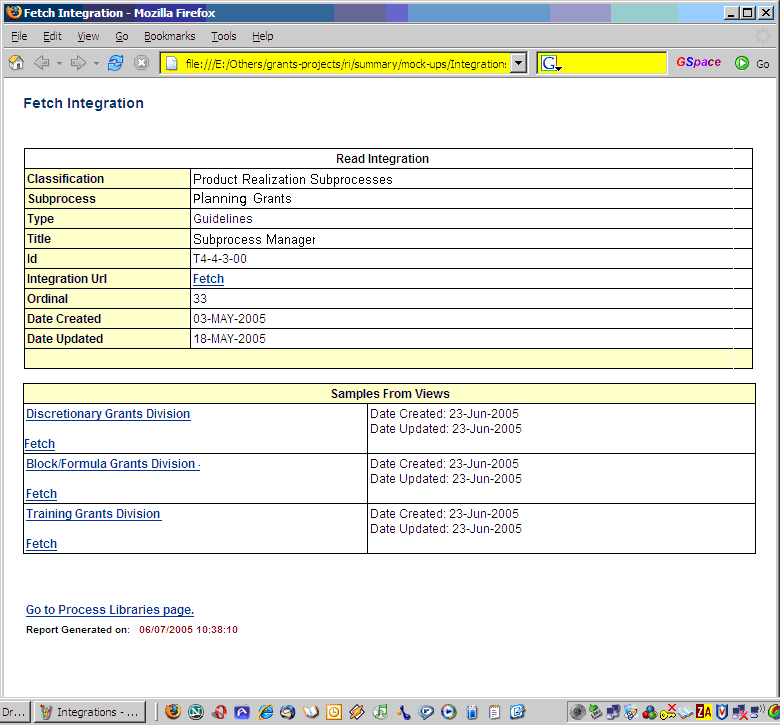 Fetch Integration - Mozilla Firefox
File Edit View Go Bookmarks Tools Help
file:///E:/Others/grants-projects/ri/summary/mock-ups/Integrations G GSpace Go
Fetch Integration
Read Integration
Classification Product Realization Subprocesses
Subprocess Planning Grants
Type Guidelines
Title Subprocess Manager
Id T4-4-3-00
Integration Url Fetch
Ordinal 33
Date Created 03-MAY-2005
Date Updated 18-MAY-2005
Samples From Views
Discretionary Grants Division Date Created: 23-Jun-2005
Date Updated: 23-Jun-2005
Fetch
Block/Formula Grants Division Date Created: 23-Jun-2005
Date Updated: 23-Jun-2005
Fetch
Training Grants Division Date Created: 23-Jun-2005
Date Updated: 23-Jun-2005
Fetch
Go to Process Libraries page.
Report Generated on: 06/07/2005 10:38:10
Dr... Integrations - ... ZA